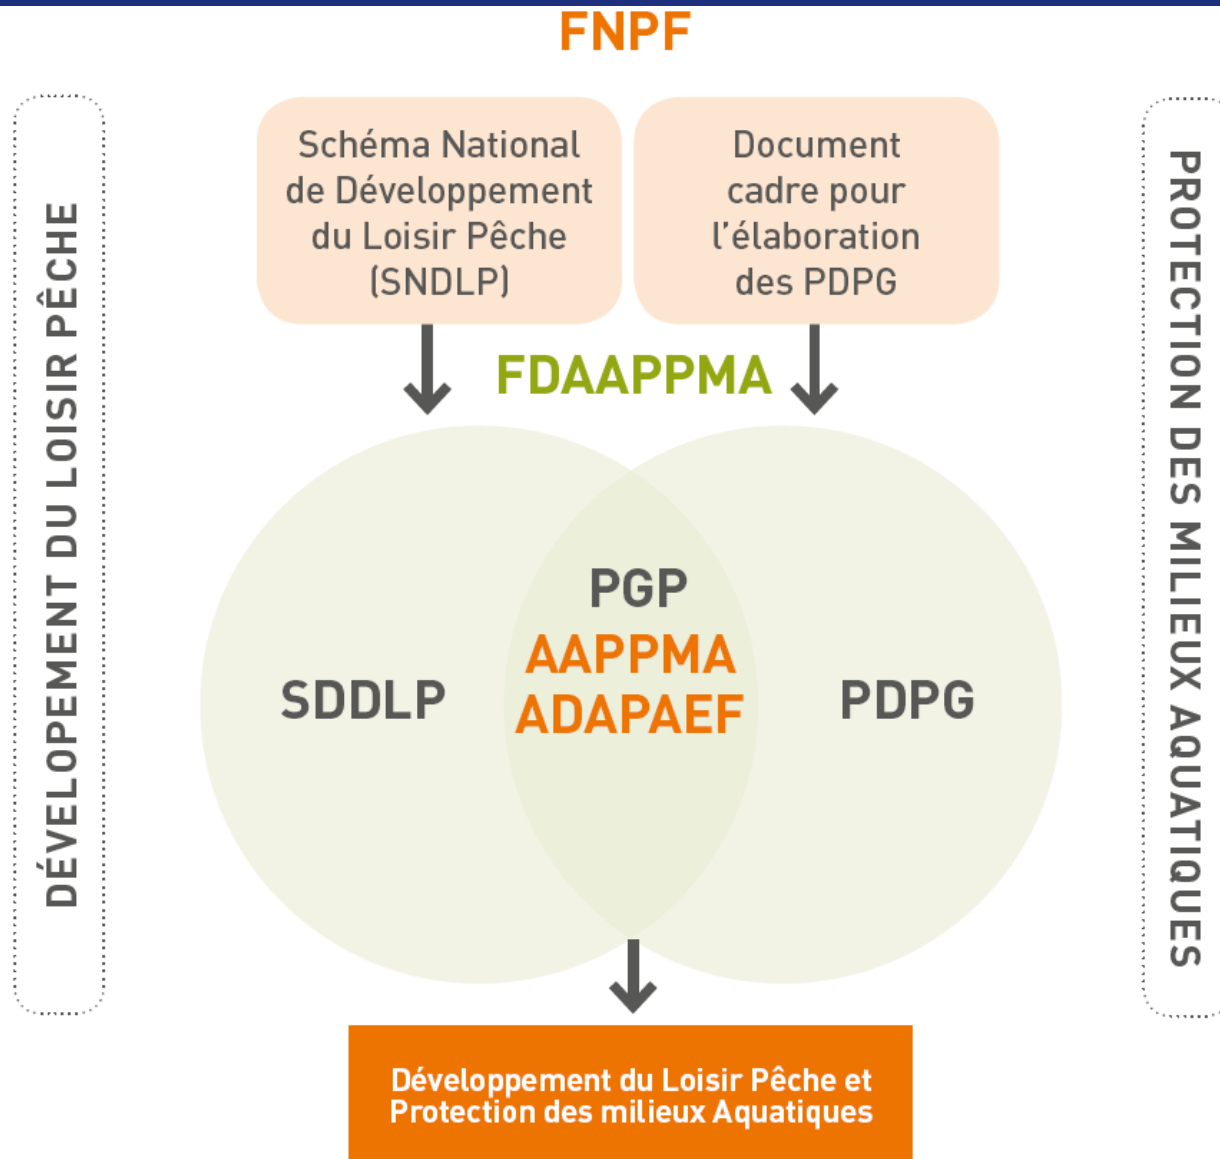 FNPF
DÉVELOPEMENT DU LOISIR PÊCHE
Schéma National
de Développement
du Loisir Pêche
(SNDLP)
Document
cadre pour
l'élaboration
des PDPG
PROTECTION DES MILIEUX AQUATIQUES
FDAAPPMA
SDDLP
PGP
AAPPMA
ADAPAEF
PDPG
Développement du Loisir Pêche et
Protection des milieux Aquatiques